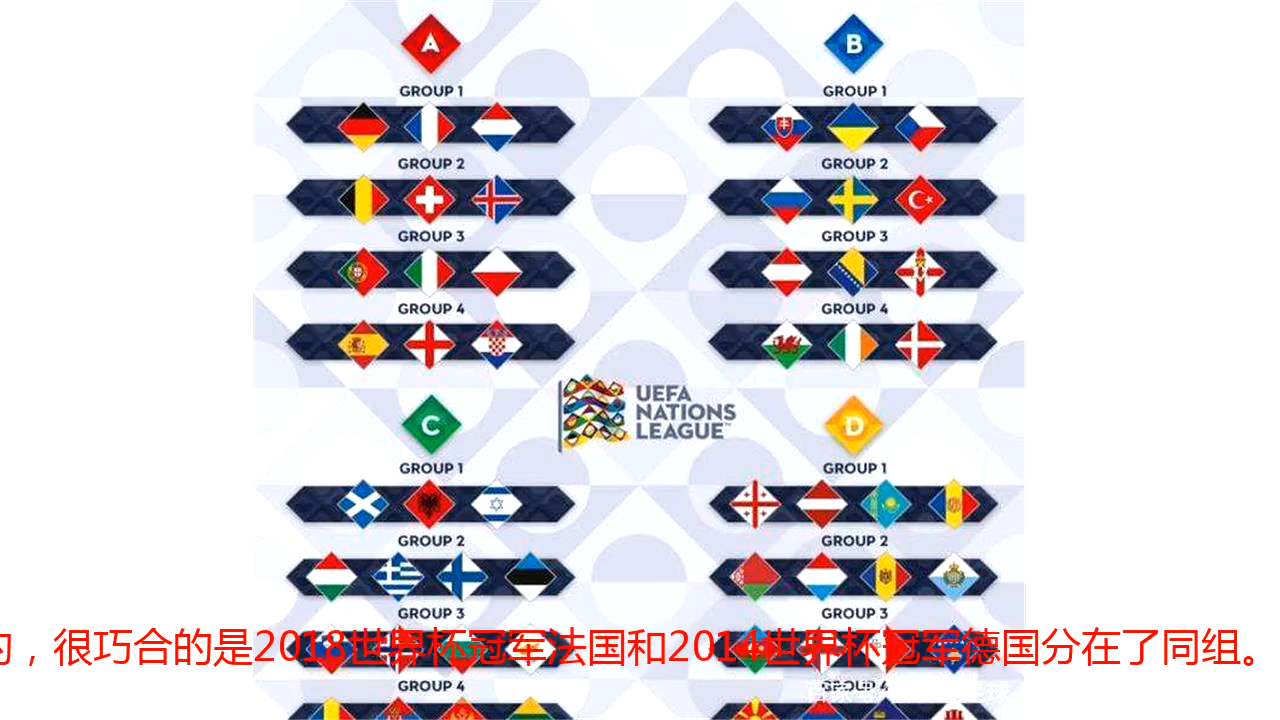 A
B
GROUP 1
GROUP 1
GROUP 2
GROUP 2
GROUP 3
GROUP 3
GROUP 4
GROUP 4
UEFA
NATIONS
LEAGUE™
C
D
GROUP 1
GROUP 1
GROUP 2
GROUP 2
GROUP 3
GROUP 3
，很巧合的是2018世界杯冠军法国和2014世界杯冠军德国分在了同组。
GROUP 4
GROUP 4